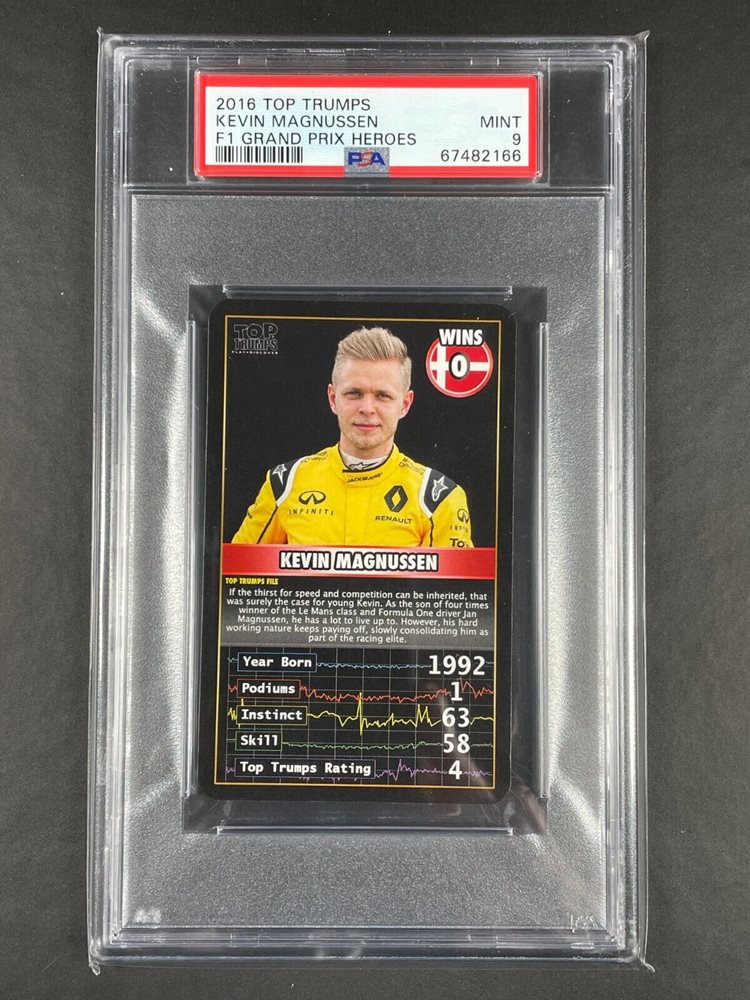 2016 TOP TRUMPS
KEVIN MAGNUSSEN MINT
F1 GRAND PRIX HEROES 9
PSA 67482166
TOP
TRUMPS
PLAY+DISCOVER
WINS
0
JACK&JONES
INFINITI
RENAULT
KEVIN MAGNUSSEN
TOP TRUMPS FILE
If the thirst for speed and competition can be inherited, that
was surely the case for young Kevin. As the son of four times
winner of the Le Mans class and Formula One driver Jan
Magnussen, he has a lot to live up to. However, his hard
working nature keeps paying off, slowly consolidating him as
part of the racing elite.
Year Born 1992
Podiums 1
Instinct 63
Skill 58
Top Trumps Rating 4